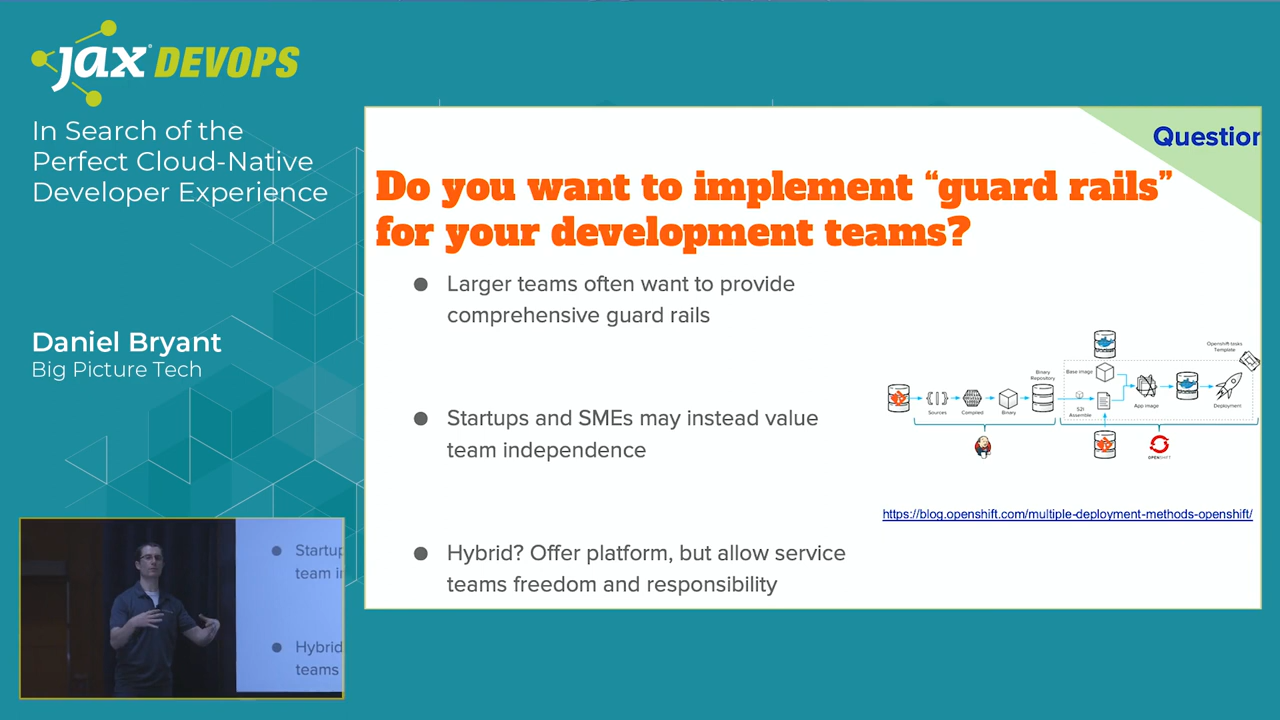 jax DEVOPS
In Search of the
Perfect Cloud-Native
Developer Experience
Daniel Bryant
Big Picture Tech
Question
Do you want to implement “guard rails”
for your development teams?
● Larger teams often want to provide
comprehensive guard rails
● Startups and SMEs may instead value
team independence
● Hybrid? Offer platform, but allow service
teams freedom and responsibility
Openshift-tasks
Template
Base image
Binary
Repository
Sources
Compiled
Binary
S2I
Assemble
App image
Deployment
OPENSHIFT
https://blog.openshift.com/multiple-deployment-methods-openshift/
● Startup
team i
● Hybrid
teams